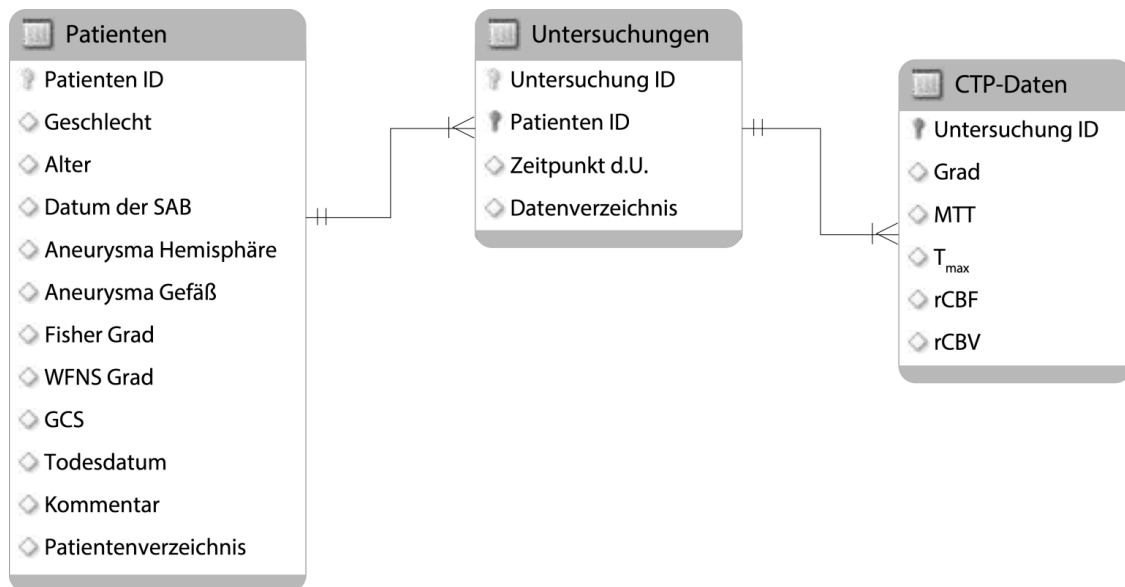 Patienten
Patienten ID
Geschlecht
Alter
Datum der SAB
Aneurysma Hemisphäre
Aneurysma Gefäß
Fisher Grad
WFNS Grad
GCS
Todesdatum
Kommentar
Patientenverzeichnis
Untersuchungen
Untersuchung ID
Patienten ID
Zeitpunkt d.U.
Datenverzeichnis
CTP-Daten
Untersuchung ID
Grad
MTT
Tmax
rCBF
rCBV